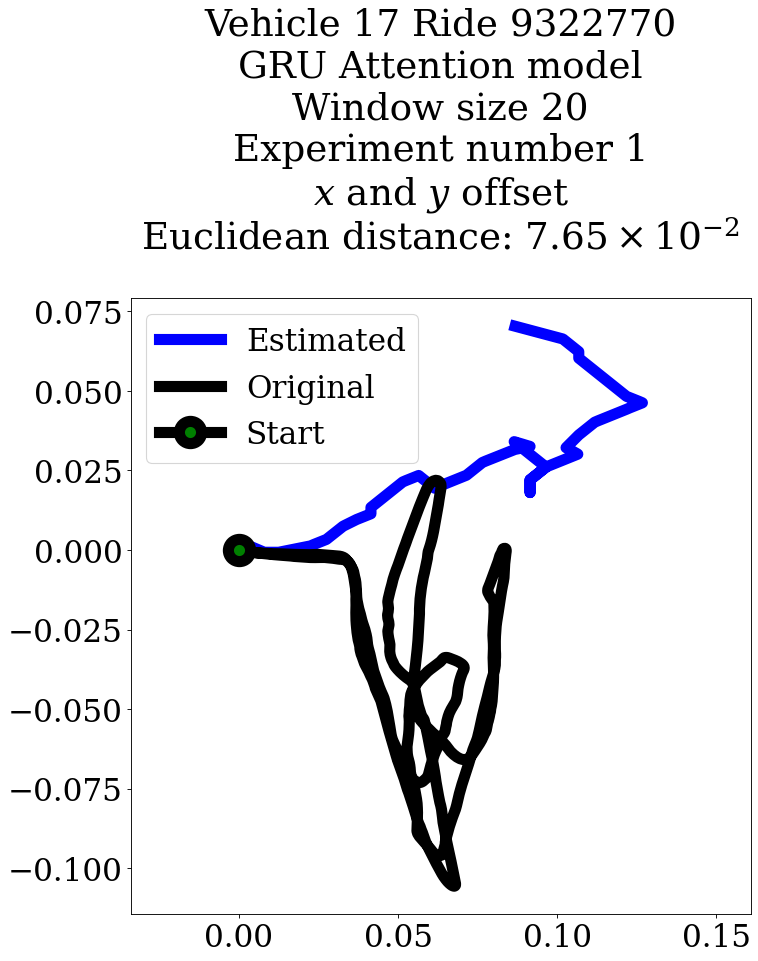 Vehicle 17 Ride 9322770
GRU Attention model
Window size 20
Experiment number 1
x and y offset
Euclidean distance: 7.65 × 10⁻²
Estimated
Original
Start
0.075
0.050
0.025
0.000
−0.025
−0.050
−0.075
−0.100
0.00 0.05 0.10 0.15